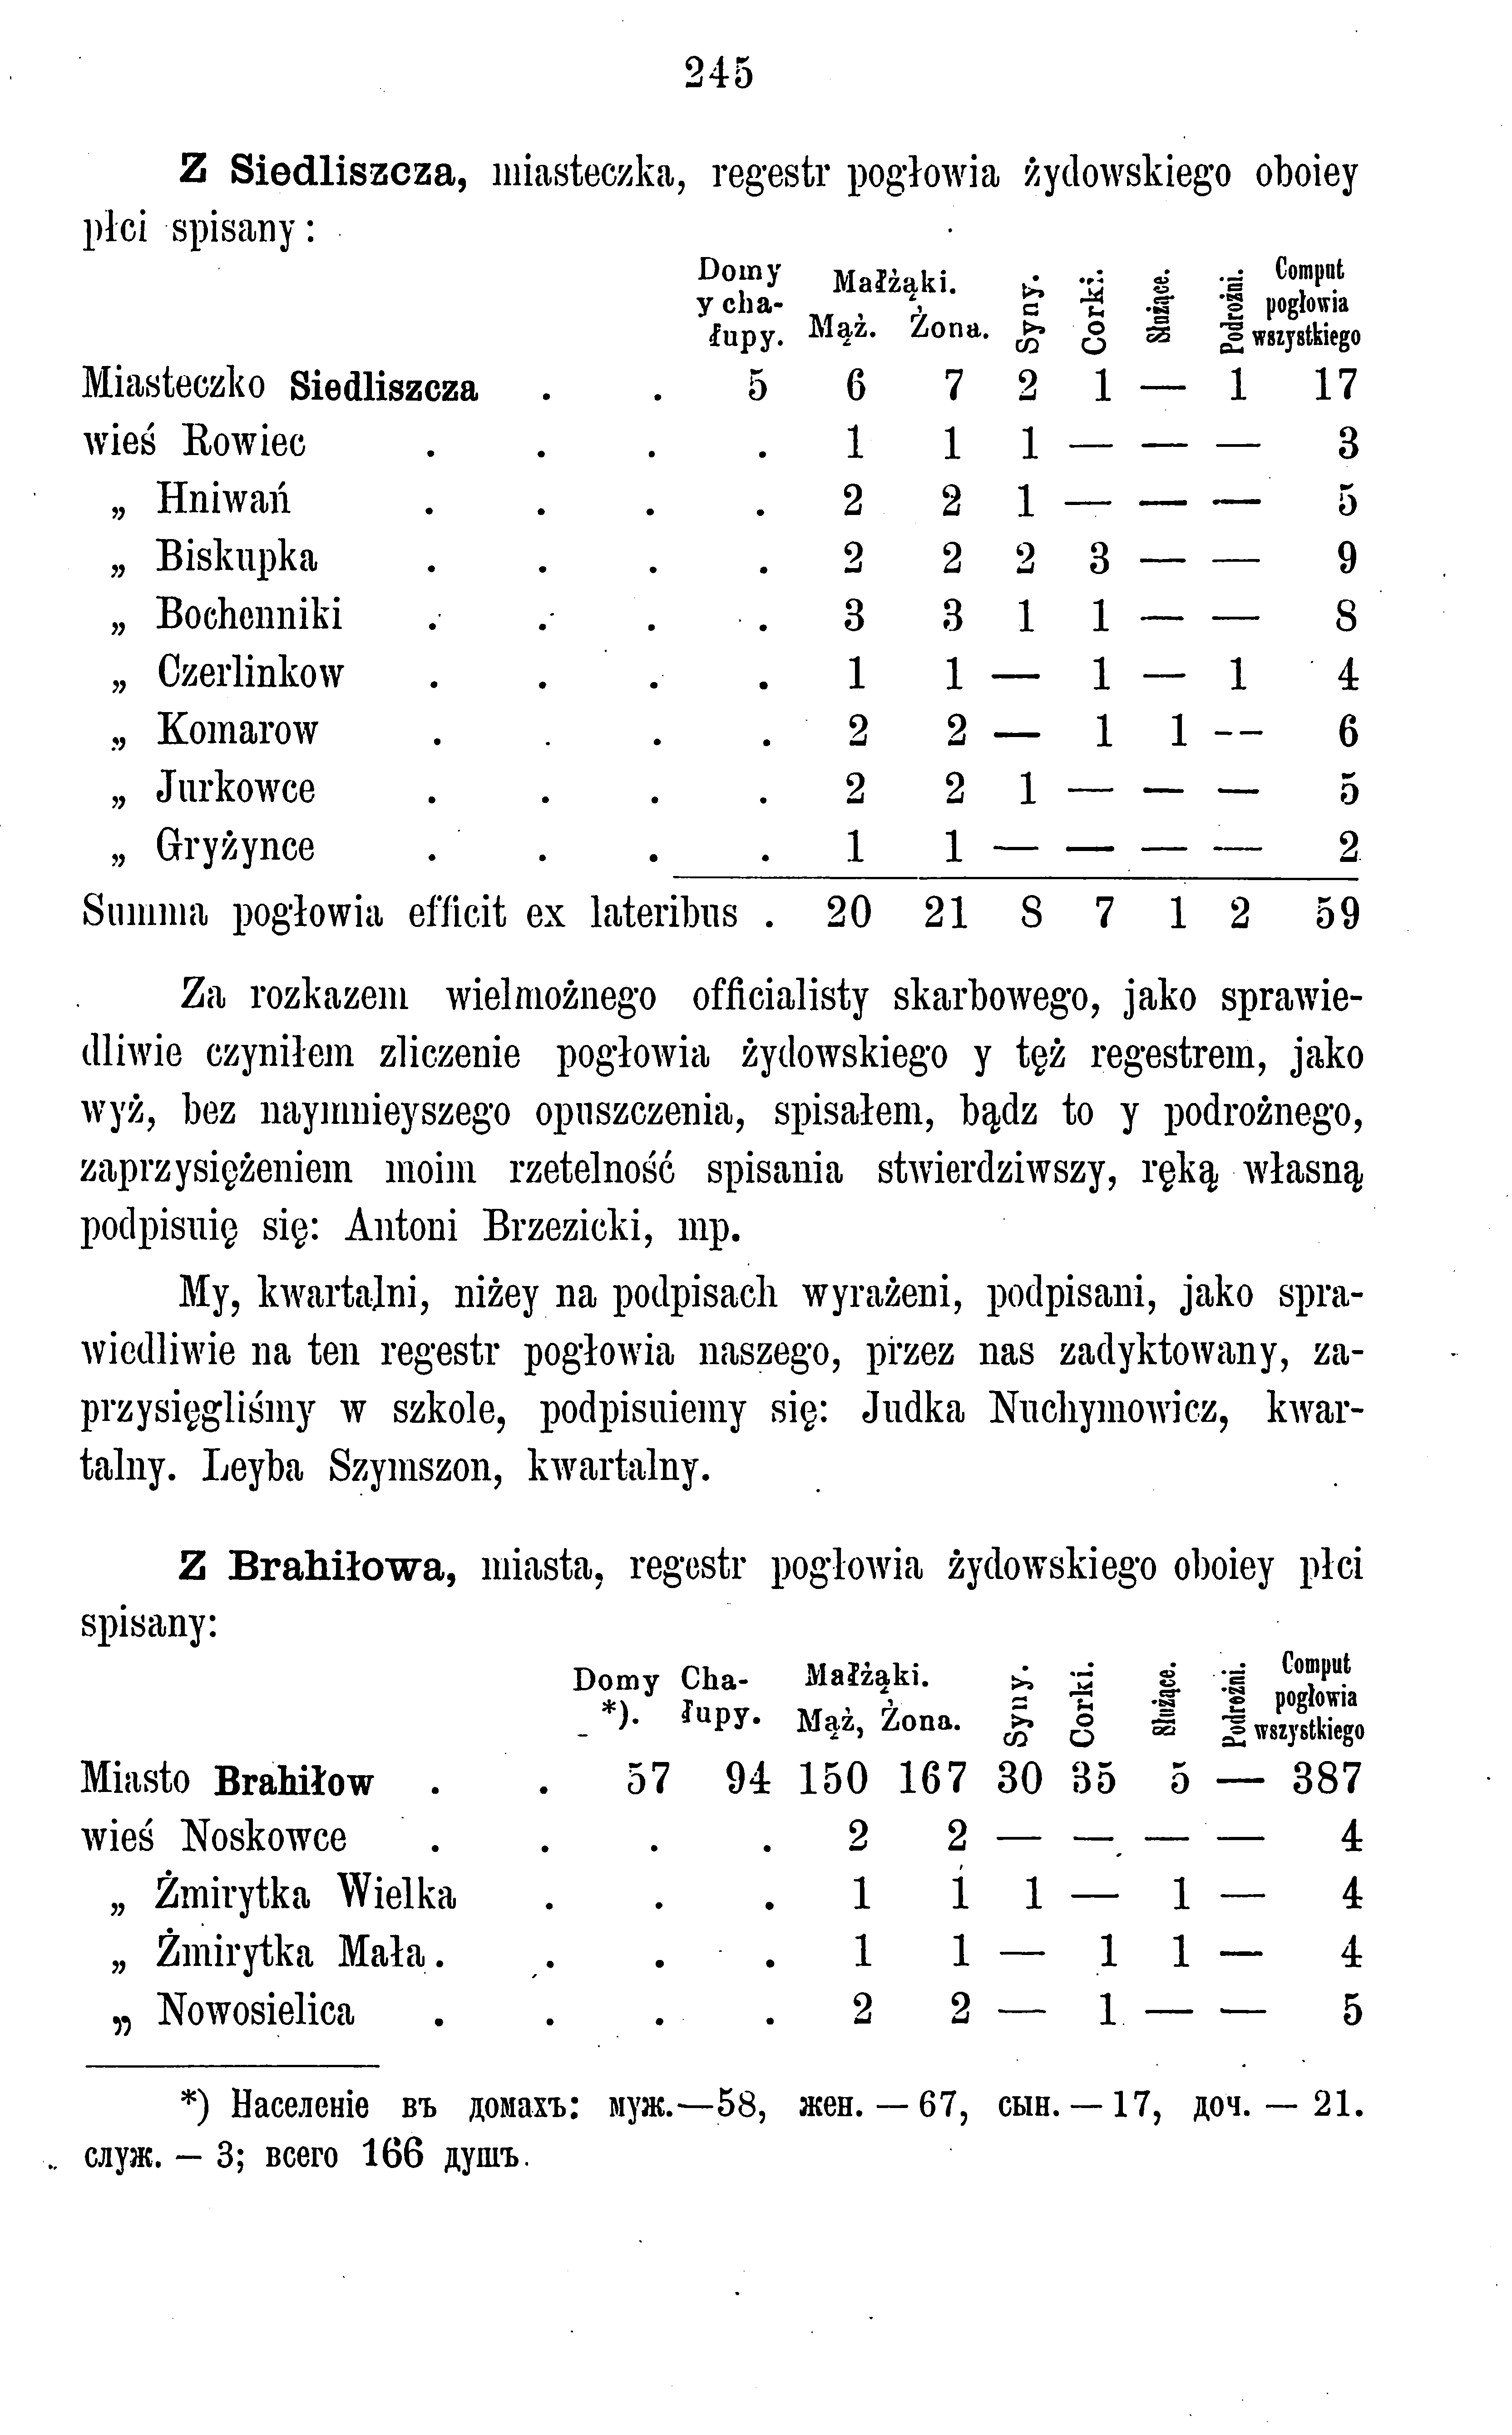 245
Z Siedliszcza, miasteczka, regestr pogłowia żydowskiego oboiey
płci spisany:
Domy y chałupy. Małżąki. Mąż. Żona. Syny. Corki. Służące. Podrożni. Comput pogłowia wszystkiego
Miasteczko Siedliszcza . . 5 6 7 2 1 — 1 17
wieś Rowiec . . . . 1 1 1 — — — 3
„ Hniwań . . . . 2 2 1 — — — 5
„ Biskupka . . . . 2 2 2 3 — — 9
„ Bochenniki . . . . 3 3 1 1 — — 8
„ Czerlinkow . . . . 1 1 — 1 — 1 4
„ Komarow . . . . 2 2 — 1 1 — 6
„ Jurkowce . . . . 2 2 1 — — — 5
„ Gryżynce . . . . 1 1 — — — — 2
Summa pogłowia efficit ex lateribus . 20 21 8 7 1 2 59
Za rozkazem wielmożnego officialisty skarbowego, jako sprawie-
dliwie czyniłem zliczenie pogłowia żydowskiego y tęż regestrem, jako
wyż, bez naymnieyszego opuszczenia, spisałem, bądz to y podrożnego,
zaprzysiężeniem moim rzetelność spisania stwierdziwszy, ręką własną
podpisuię się: Antoni Brzezicki, mp.
My, kwartalni, niżey na podpisach wyrażeni, podpisani, jako spra-
wiedliwie na ten regestr pogłowia naszego, przez nas zadyktowany, za-
przysięgliśmy w szkole, podpisuiemy się: Judka Nuchymowicz, kwar-
talny. Leyba Szymszon, kwartalny.
Z Brahiłowa, miasta, regestr pogłowia żydowskiego oboiey płci
spisany:
Domy *). Chałupy. Małżąki. Mąż, Żona. Syny. Corki. Służące. Podrożni. Comput pogłowia wszystkiego
Miasto Brahiłow . . 57 94 150 167 30 35 5 — 387
wieś Noskowce . . . . 2 2 — — — — 4
„ Żmirytka Wielka . . . 1 1 1 — 1 — 4
„ Żmirytka Mała . . . . 1 1 — 1 1 — 4
„ Nowosielica . . . . 2 2 — 1 — — 5
*) Населеніе въ домахъ: муж.—58, жен. — 67, сын. — 17, доч. — 21.
служ. — 3; всего 166 душъ.